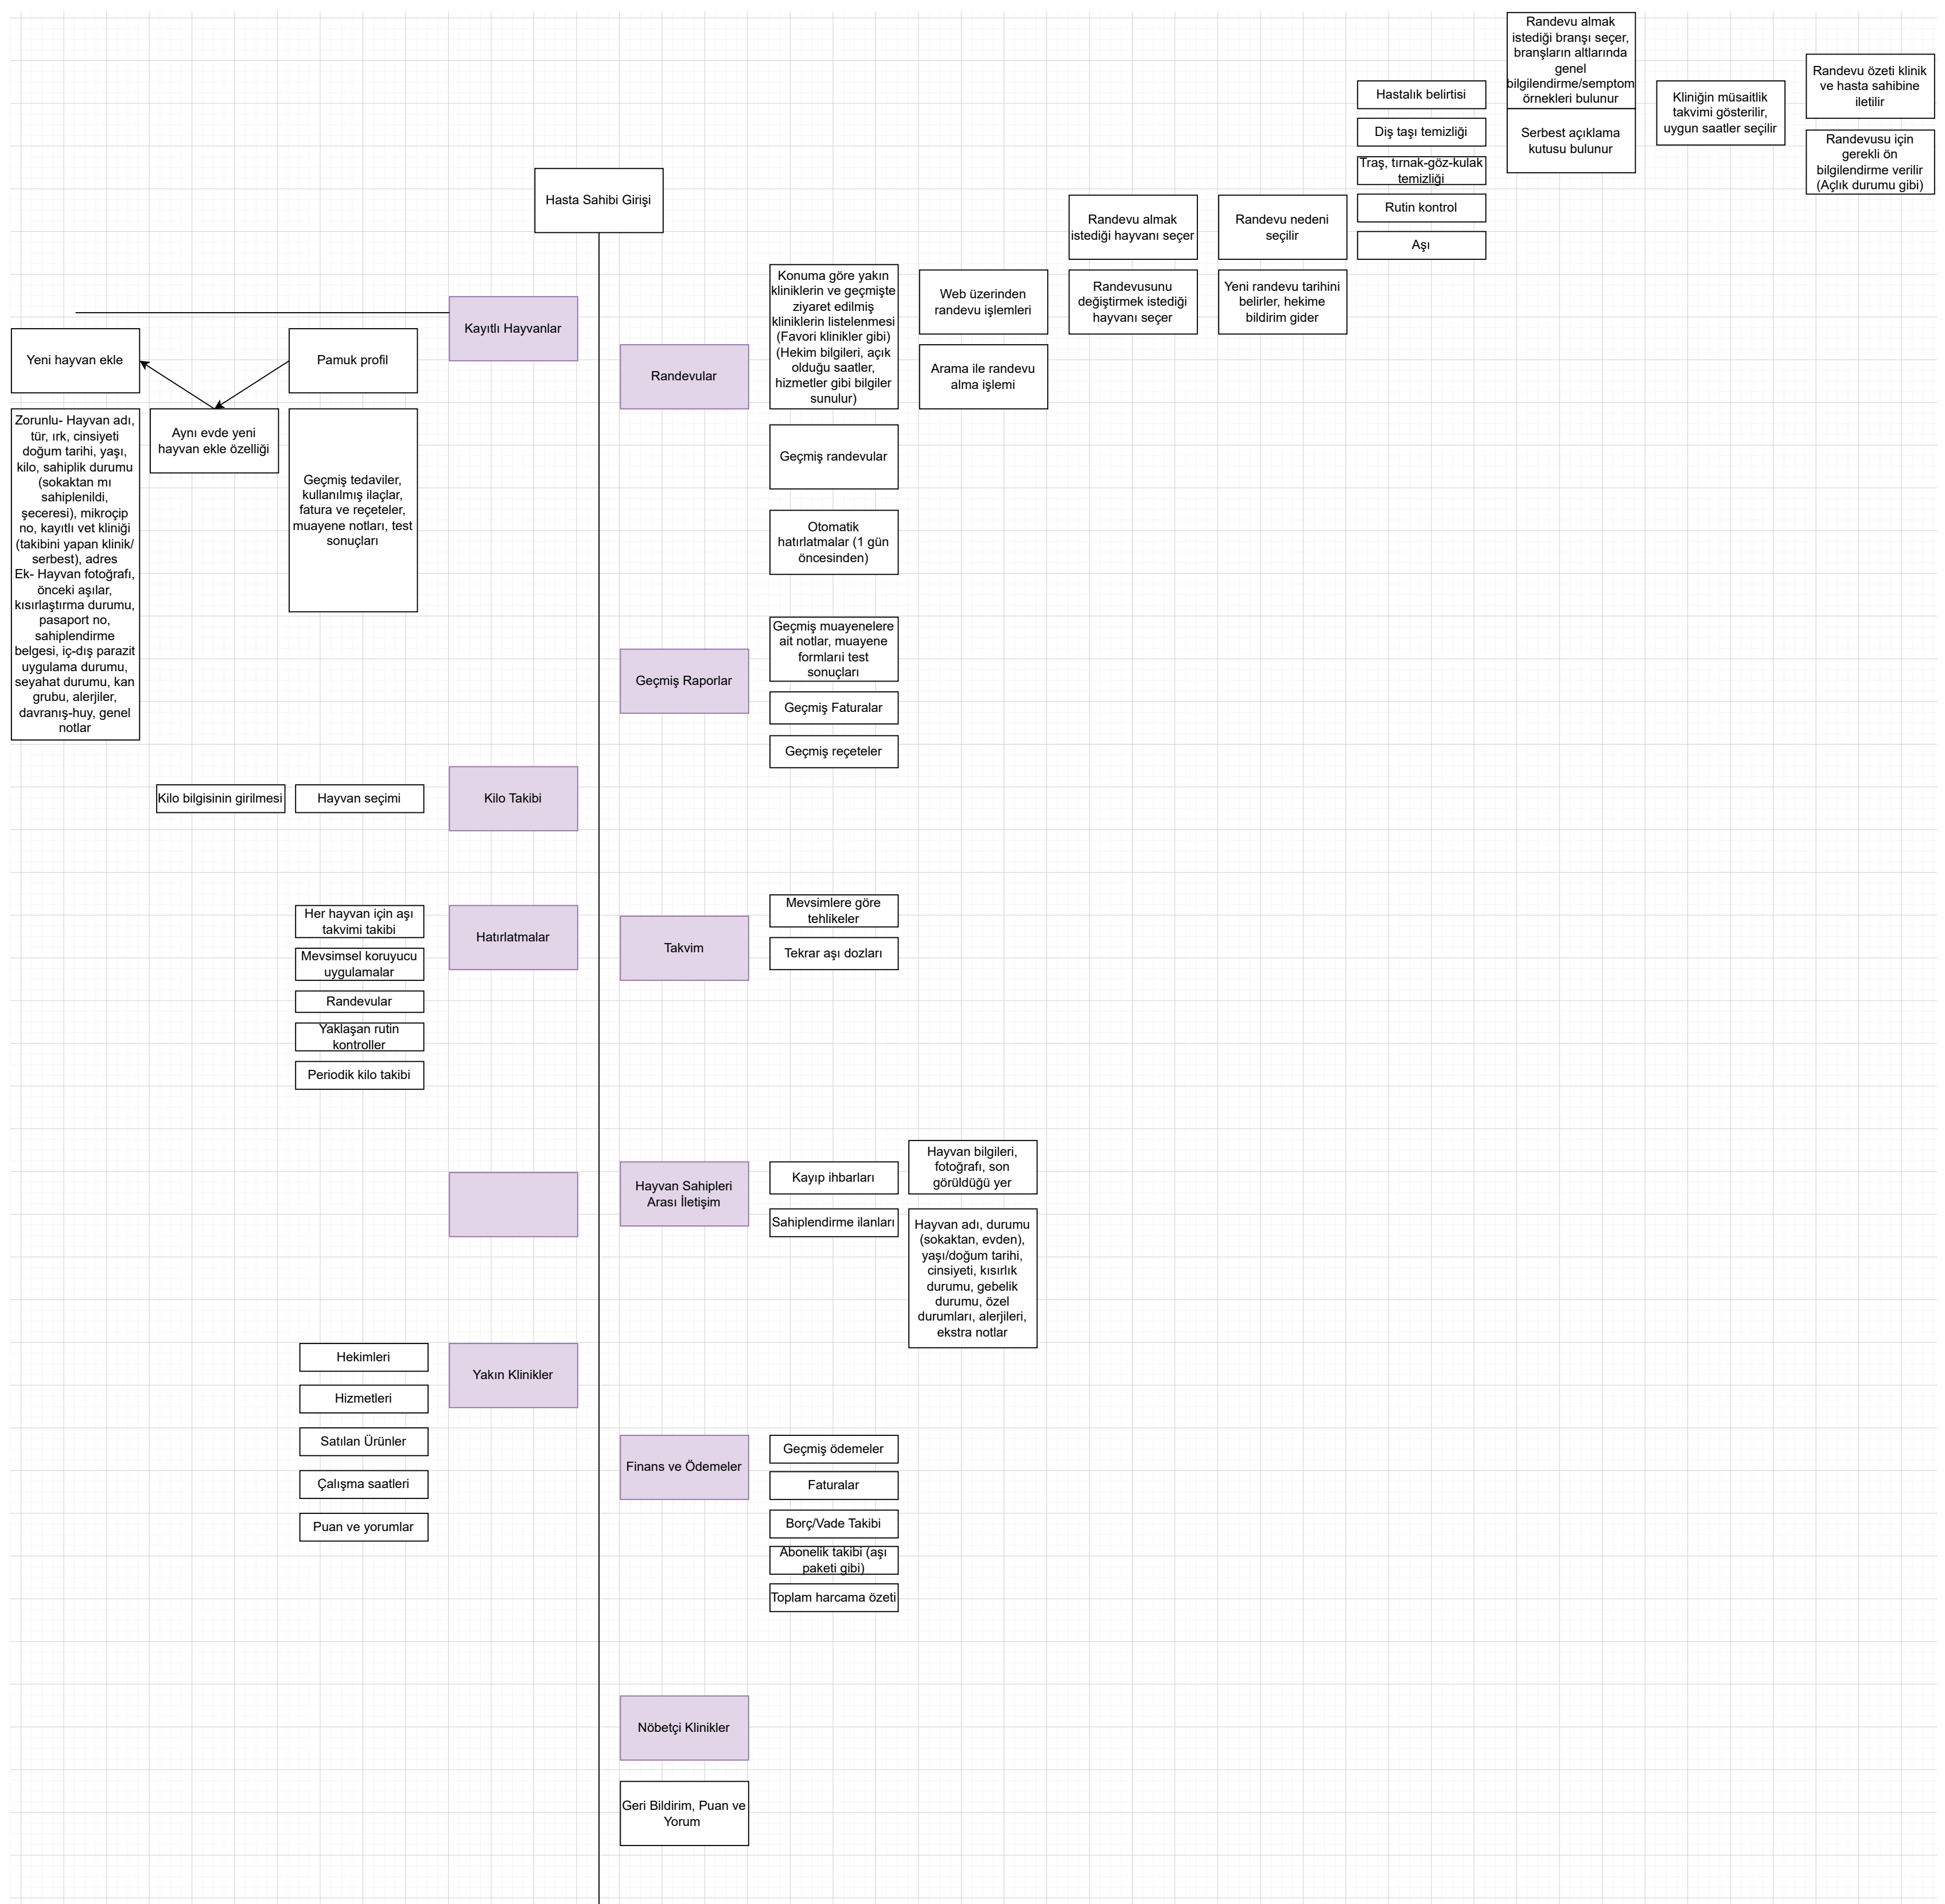 Randevu almak
istediği branşı seçer,
branşların altlarında
genel
bilgilendirme/semptom
örnekleri bulunur
Serbest açıklama
kutusu bulunur
Randevu özeti klinik
ve hasta sahibine
iletilir
Randevusu için
gerekli ön
bilgilendirme verilir
(Açlık durumu gibi)
Kliniğin müsaitlik
takvimi gösterilir,
uygun saatler seçilir
Hastalık belirtisi
Diş taşı temizliği
Traş, tırnak-göz-kulak
temizliği
Rutin kontrol
Aşı
Hasta Sahibi Girişi
Randevu almak
istediği hayvanı seçer
Randevu nedeni
seçilir
Randevusunu
değiştirmek istediği
hayvanı seçer
Yeni randevu tarihini
belirler, hekime
bildirim gider
Konuma göre yakın
kliniklerin ve geçmişte
ziyaret edilmiş
kliniklerin listelenmesi
(Favori klinikler gibi)
(Hekim bilgileri, açık
olduğu saatler,
hizmetler gibi bilgiler
sunulur)
Web üzerinden
randevu işlemleri
Arama ile randevu
alma işlemi
Kayıtlı Hayvanlar
Randevular
Yeni hayvan ekle
Pamuk profil
Aynı evde yeni
hayvan ekle özelliği
Zorunlu- Hayvan adı,
tür, ırk, cinsiyeti
doğum tarihi, yaşı,
kilo, sahiplik durumu
(sokaktan mı
sahiplenildi,
şeceresi), mikroçip
no, kayıtlı vet kliniği
(takibini yapan klinik/
serbest), adres
Ek- Hayvan fotoğrafı,
önceki aşılar,
kısırlaştırma durumu,
pasaport no,
sahiplendirme
belgesi, iç-dış parazit
uygulama durumu,
seyahat durumu, kan
grubu, alerjiler,
davranış-huy, genel
notlar
Geçmiş tedaviler,
kullanılmış ilaçlar,
fatura ve reçeteler,
muayene notları, test
sonuçları
Geçmiş randevular
Otomatik
hatırlatmalar (1 gün
öncesinden)
Geçmiş Raporlar
Geçmiş muayenelere
ait notlar, muayene
formlarıi test
sonuçları
Geçmiş Faturalar
Geçmiş reçeteler
Kilo bilgisinin girilmesi
Hayvan seçimi
Kilo Takibi
Her hayvan için aşı
takvimi takibi
Mevsimsel koruyucu
uygulamalar
Randevular
Yaklaşan rutin
kontroller
Periodik kilo takibi
Hatırlatmalar
Takvim
Mevsimlere göre
tehlikeler
Tekrar aşı dozları
Hayvan Sahipleri
Arası İletişim
Kayıp ihbarları
Hayvan bilgileri,
fotoğrafı, son
görüldüğü yer
Sahiplendirme ilanları
Hayvan adı, durumu
(sokaktan, evden),
yaşı/doğum tarihi,
cinsiyeti, kısırlık
durumu, gebelik
durumu, özel
durumları, alerjileri,
ekstra notlar
Hekimleri
Hizmetleri
Satılan Ürünler
Çalışma saatleri
Puan ve yorumlar
Yakın Klinikler
Finans ve Ödemeler
Geçmiş ödemeler
Faturalar
Borç/Vade Takibi
Abonelik takibi (aşı
paketi gibi)
Toplam harcama özeti
Nöbetçi Klinikler
Geri Bildirim, Puan ve
Yorum